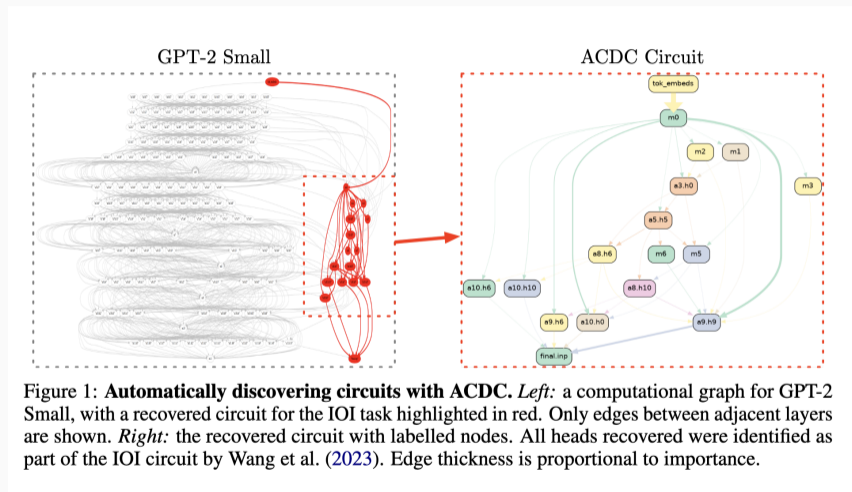 GPT-2 Small
ACDC Circuit
tok_embeds
m0
m2
m1
a3.h0
m3
a5.h5
a8.h6
m6
m5
a10.h6
a10.h10
a8.h10
a9.h6
a10.h0
a9.h9
final.inp
Figure 1: Automatically discovering circuits with ACDC. Left: a computational graph for GPT-2
Small, with a recovered circuit for the IOI task highlighted in red. Only edges between adjacent layers
are shown. Right: the recovered circuit with labelled nodes. All heads recovered were identified as
part of the IOI circuit by Wang et al. (2023). Edge thickness is proportional to importance.